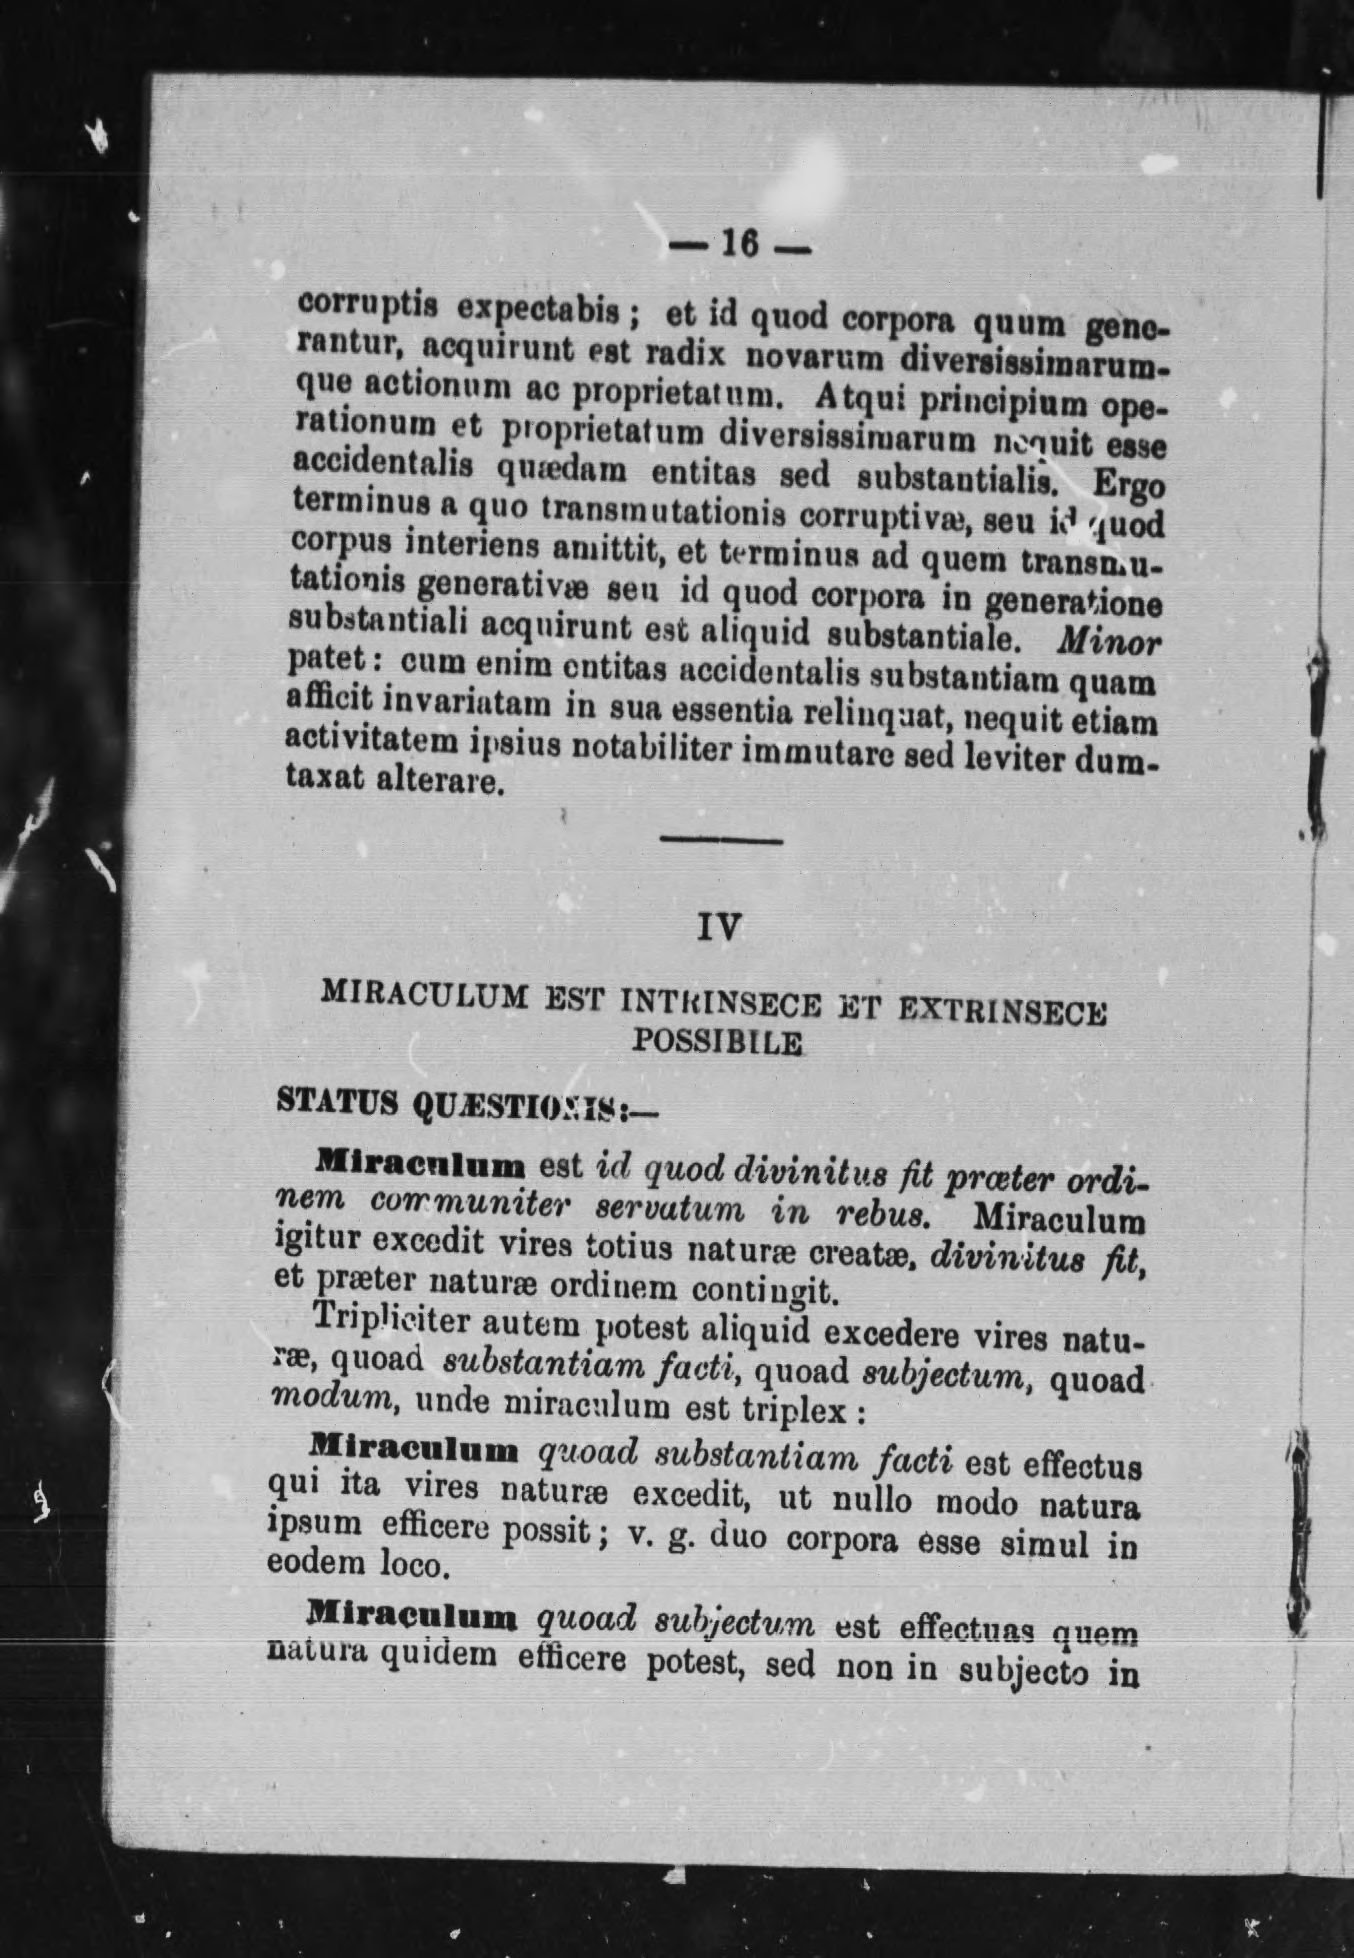 — 16 —
corruptis expectabis ; et id quod corpora quum gene-
rantur, acquirunt est radix novarum diversissimarum-
que actionum ac proprietatum. Atqui principium ope-
rationum et proprietatum diversissimarum nequit esse
accidentalis quædam entitas sed substantialis. Ergo
terminus a quo transmutationis corruptivæ, seu id quod
corpus interiens amittit, et terminus ad quem transmu-
tationis generativæ seu id quod corpora in generatione
substantiali acquirunt est aliquid substantiale. Minor
patet : cum enim entitas accidentalis substantiam quam
afficit invariatam in sua essentia relinquat, nequit etiam
activitatem ipsius notabiliter immutare sed leviter dum-
taxat alterare.
IV
MIRACULUM EST INTRINSECE ET EXTRINSECE
POSSIBILE
STATUS QUÆSTIONIS:—
Miraculum est id quod divinitus fit præter ordi-
nem communiter servatum in rebus. Miraculum
igitur excedit vires totius naturæ creatæ, divinitus fit,
et præter naturæ ordinem contingit.
Tripliciter autem potest aliquid excedere vires natu-
ræ, quoad substantiam facti, quoad subjectum, quoad
modum, unde miraculum est triplex :
Miraculum quoad substantiam facti est effectus
qui ita vires naturæ excedit, ut nullo modo natura
ipsum efficere possit ; v. g. duo corpora esse simul in
eodem loco.
Miraculum quoad subjectum est effectuas quem
natura quidem efficere potest, sed non in subjecto in